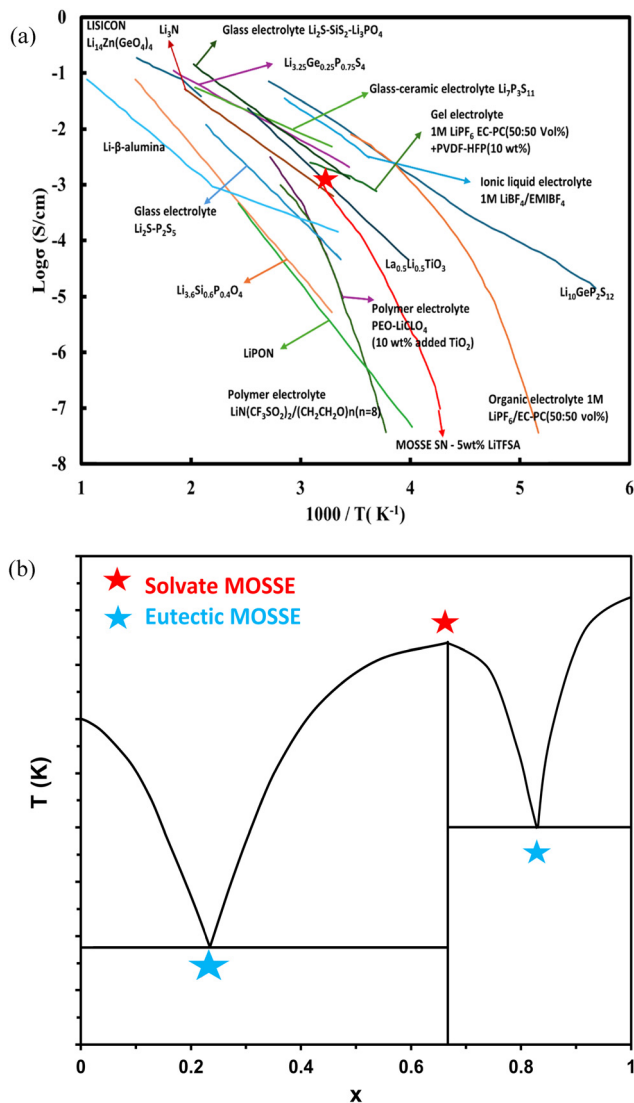 (a)
0
-1
-2
-3
-4
-5
-6
-7
-8
Logσ (S/cm)
LISICON
Li₁₄Zn(GeO₄)₄
Li₃N
Glass electrolyte Li₂S-SiS₂-Li₃PO₄
Li₃.₂₅Ge₀.₂₅P₀.₇₅S₄
Glass-ceramic electrolyte Li₇P₃S₁₁
Gel electrolyte
1M LiPF₆ EC-PC(50:50 Vol%)
+PVDF-HFP(10 wt%)
Li-β-alumina
Ionic liquid electrolyte
1M LiBF₄/EMIBF₄
Glass electrolyte
Li₂S-P₂S₅
La₀.₅Li₀.₅TiO₃
Li₁₀GeP₂S₁₂
Li₃.₆Si₀.₆P₀.₄O₄
Polymer electrolyte
PEO-LiCLO₄
(10 wt% added TiO₂)
LiPON
Polymer electrolyte
LiN(CF₃SO₂)₂/(CH₂CH₂O)n(n=8)
Organic electrolyte 1M
LiPF₆/EC-PC(50:50 vol%)
MOSSE SN - 5wt% LiTFSA
1 2 3 4 5 6
1000 / T( K⁻¹)
(b)
Solvate MOSSE
Eutectic MOSSE
T (K)
0 0.2 0.4 0.6 0.8 1
x